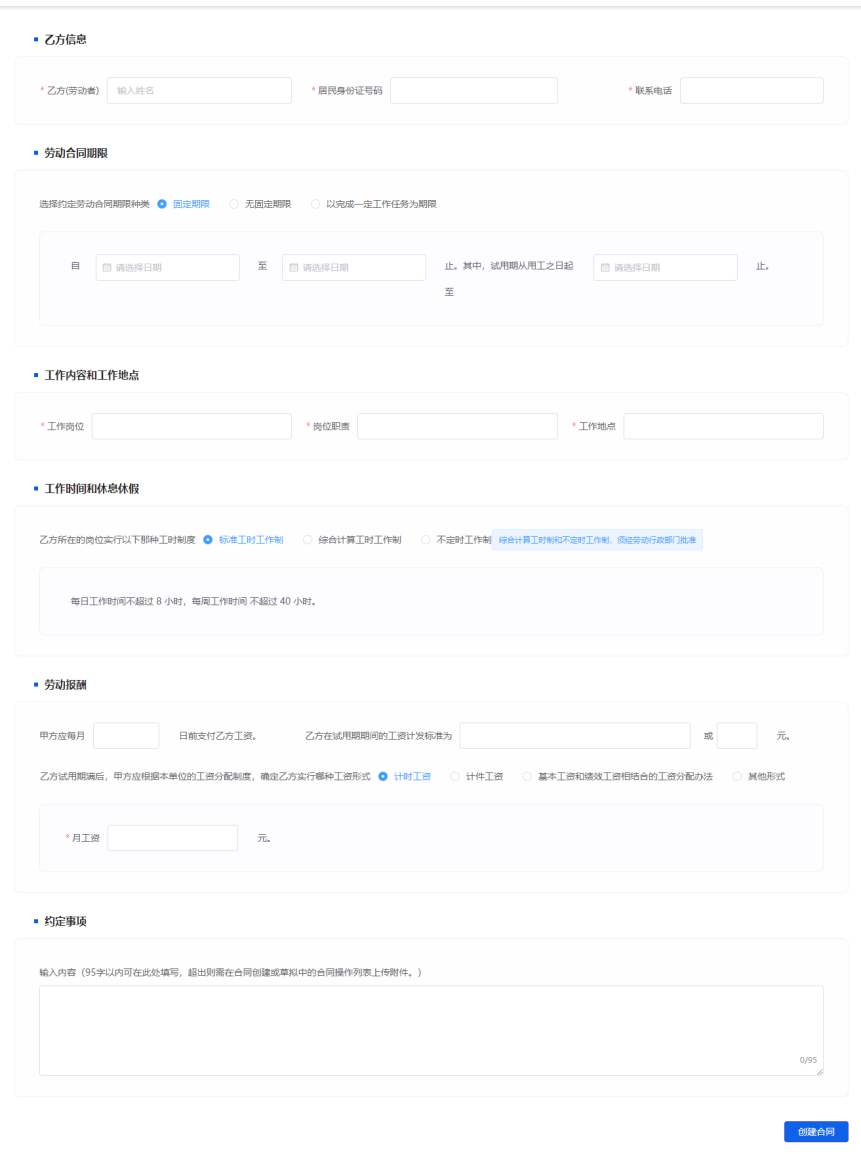 乙方信息
* 乙方(劳动者) 输入姓名 * 居民身份证号码 * 联系电话
劳动合同期限
选择约定劳动合同期限种类 固定期限 无固定期限 以完成一定工作任务为期限
自 请选择日期 至 请选择日期 止。其中，试用期从用工之日起 请选择日期 止。
至
工作内容和工作地点
* 工作岗位 * 岗位职责 * 工作地点
工作时间和休息休假
乙方所在的岗位实行以下那种工时制度 标准工时工作制 综合计算工时工作制 不定时工作制 综合计算工时制和不定时工作制，须经劳动行政部门批准
每日工作时间不超过 8 小时，每周工作时间 不超过 40 小时。
劳动报酬
甲方应每月 日前支付乙方工资。 乙方在试用期期间的工资计发标准为 或 元。
乙方试用期满后，甲方应根据本单位的工资分配制度，确定乙方实行哪种工资形式 计时工资 计件工资 基本工资和绩效工资相结合的工资分配办法 其他形式
* 月工资 元。
约定事项
输入内容（95字以内可在此处填写，超出则需在合同创建或草拟中的合同操作列表上传附件。）
0/95
创建合同